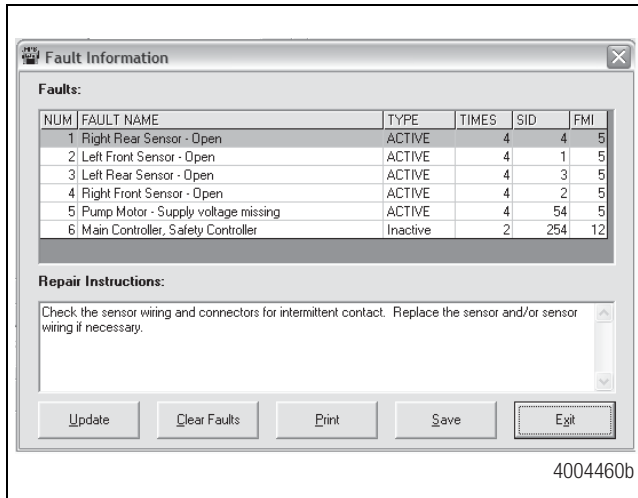 Fault Information
Faults:
NUM FAULT NAME TYPE TIMES SID FMI
1 Right Rear Sensor - Open ACTIVE 4 4 5
2 Left Front Sensor - Open ACTIVE 4 1 5
3 Left Rear Sensor - Open ACTIVE 4 3 5
4 Right Front Sensor - Open ACTIVE 4 2 5
5 Pump Motor - Supply voltage missing ACTIVE 4 54 5
6 Main Controller, Safety Controller Inactive 2 254 12
Repair Instructions:
Check the sensor wiring and connectors for intermittent contact. Replace the sensor and/or sensor
wiring if necessary.
Update Clear Faults Print Save Exit
4004460b